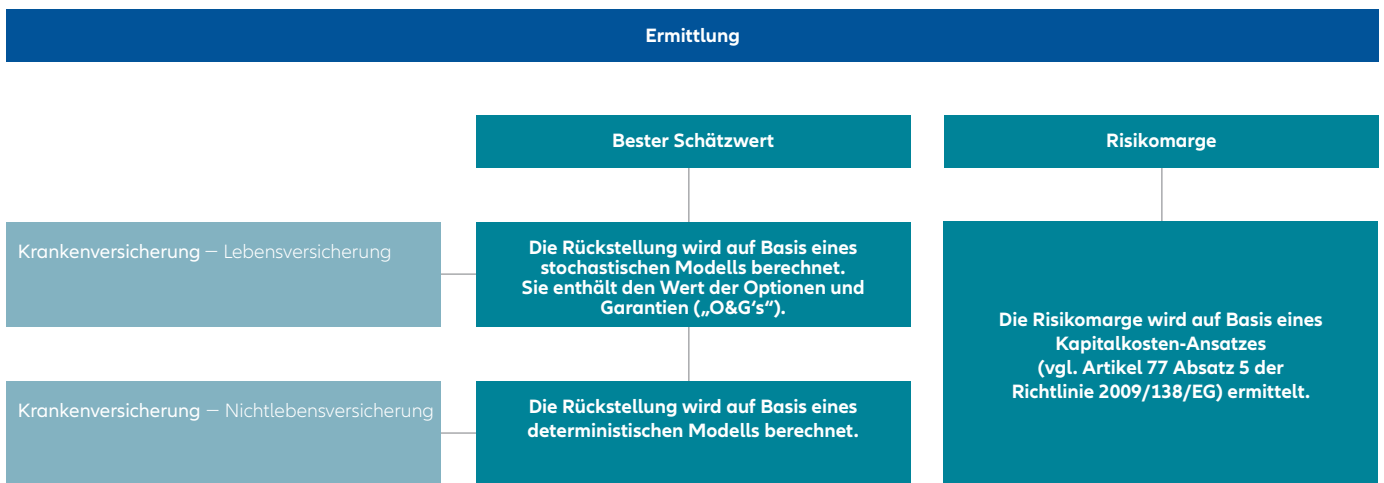 Ermittlung
Bester Schätzwert
Risikomarge
Krankenversicherung — Lebensversicherung
Die Rückstellung wird auf Basis eines
stochastischen Modells berechnet.
Sie enthält den Wert der Optionen und
Garantien („O&G‘s“).
Die Risikomarge wird auf Basis eines
Kapitalkosten-Ansatzes
(vgl. Artikel 77 Absatz 5 der
Richtlinie 2009/138/EG) ermittelt.
Krankenversicherung — Nichtlebensversicherung
Die Rückstellung wird auf Basis eines
deterministischen Modells berechnet.